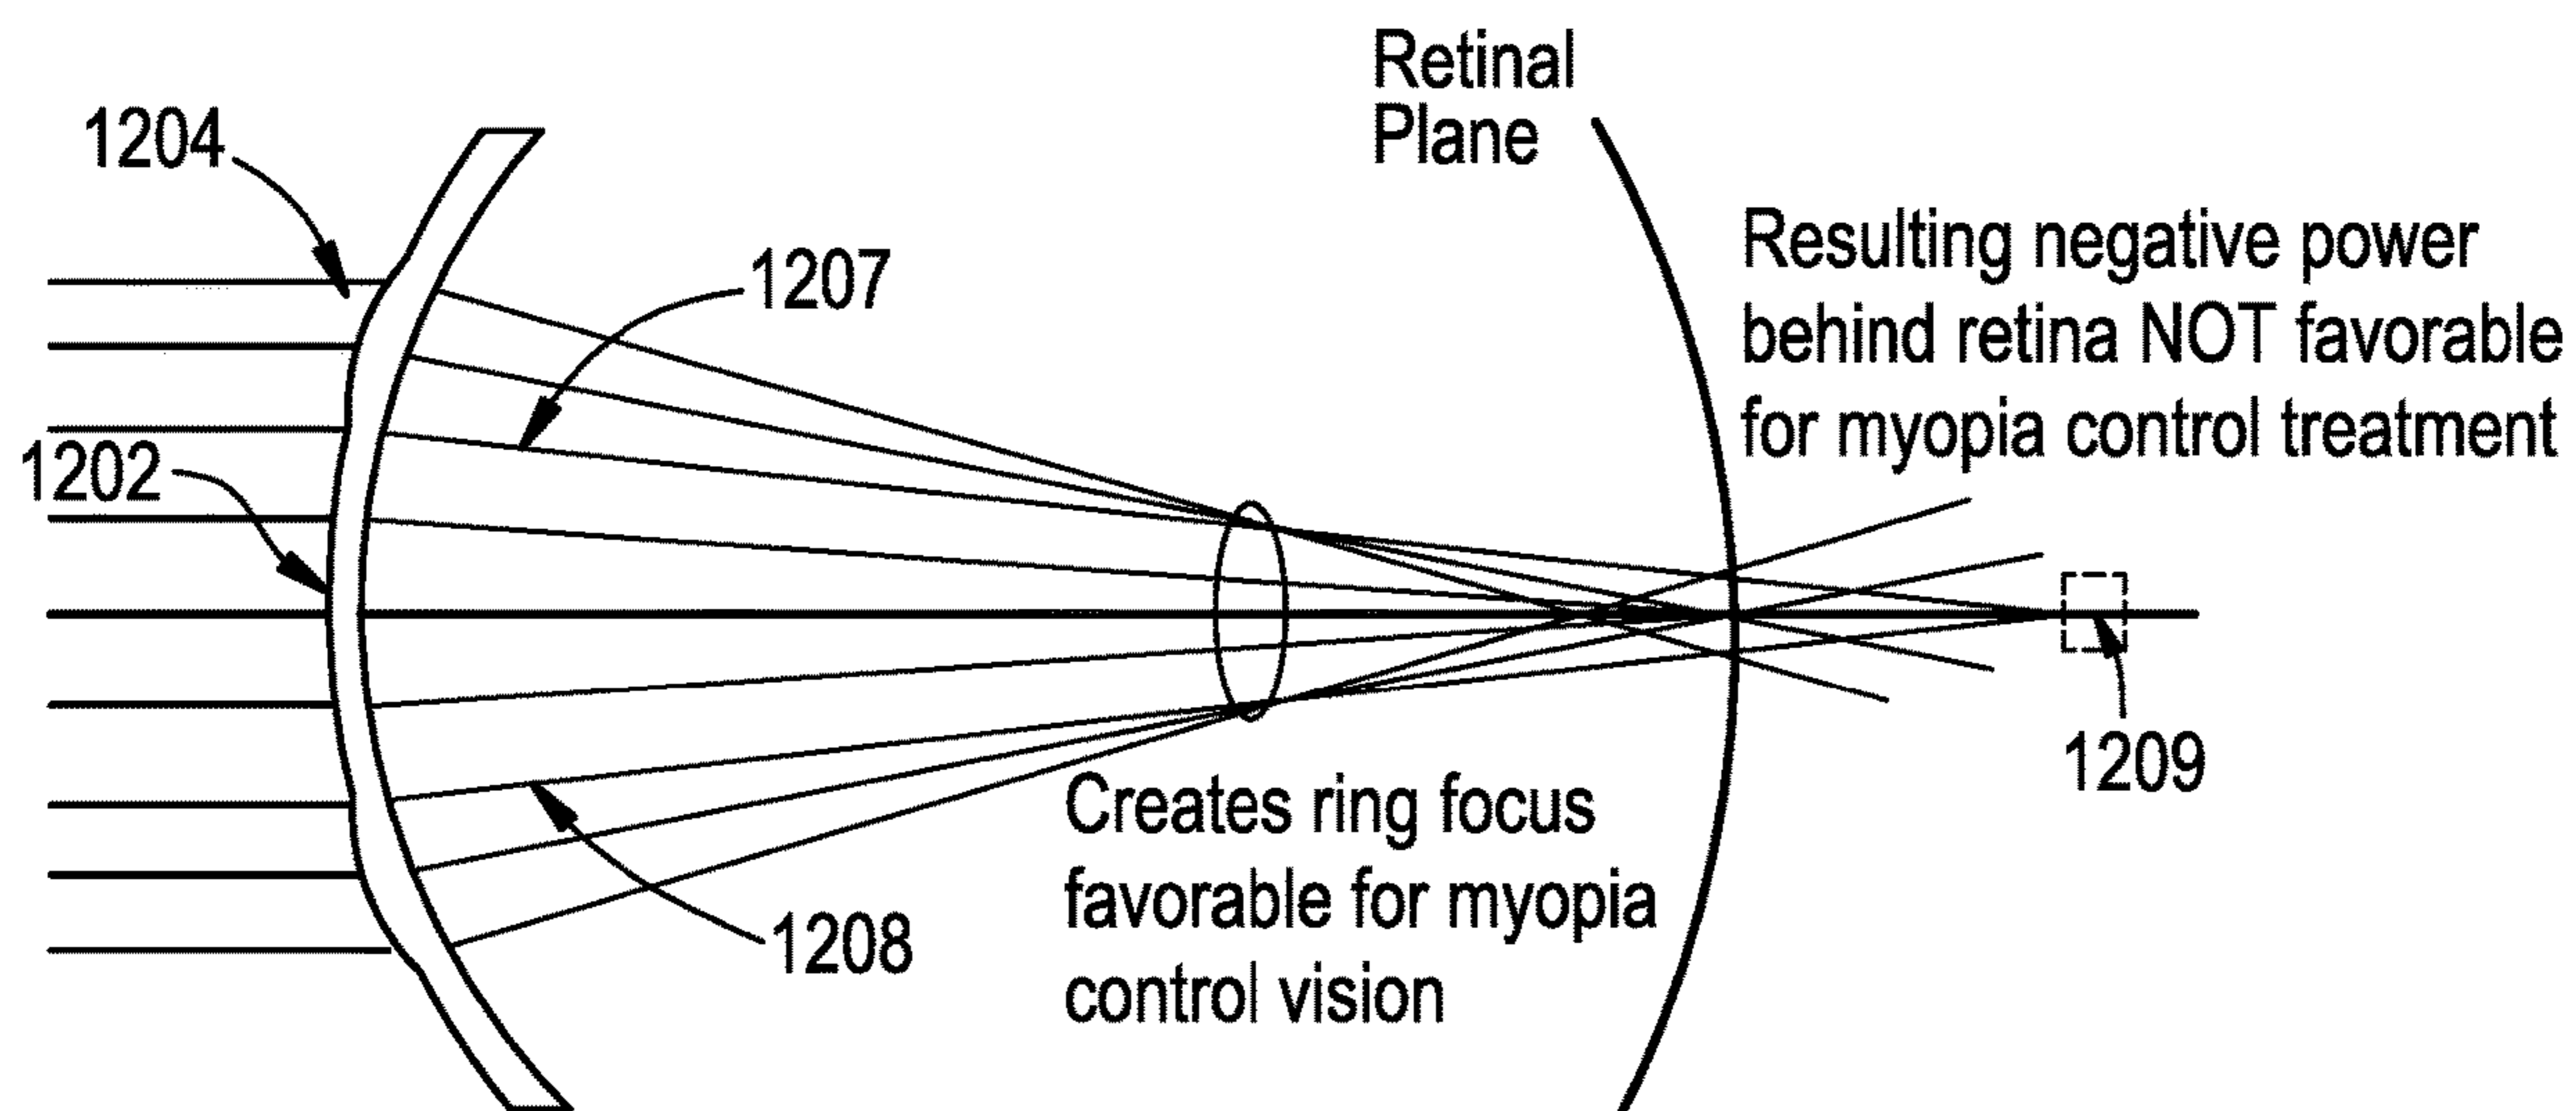 Retinal
Plane
1204
1207
Resulting negative power
behind retina NOT favorable
for myopia control treatment
1202
1209
Creates ring focus
favorable for myopia
control vision
1208